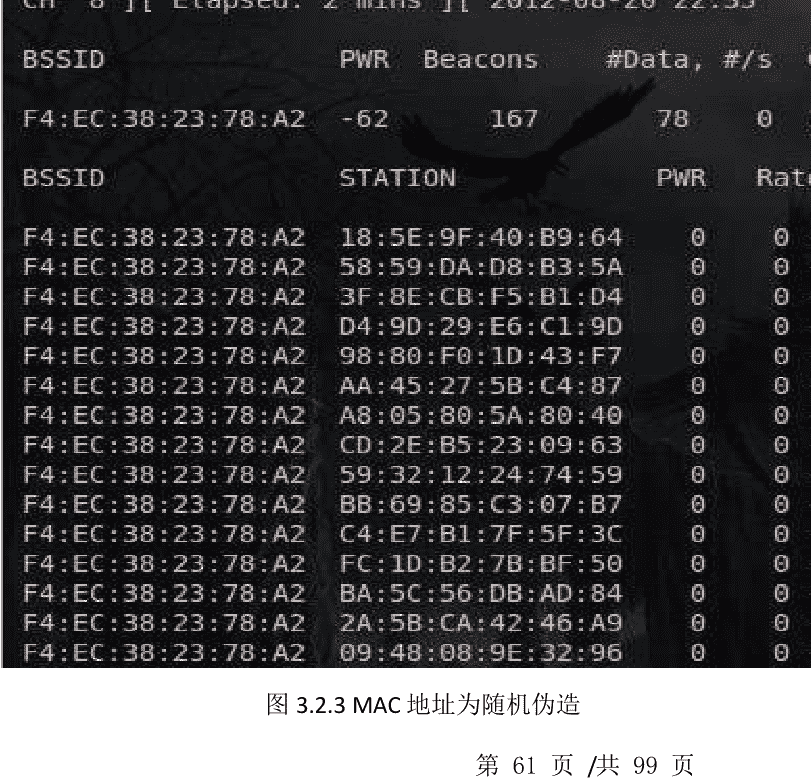 CH 8 ][ Elapsed: 2 mins ][ 2012-08-20 22:55
BSSID PWR Beacons #Data, #/s
F4:EC:38:23:78:A2 -62 167 78 0
BSSID STATION PWR Rate
F4:EC:38:23:78:A2 18:5E:9F:40:B9:64 0 0
F4:EC:38:23:78:A2 58:59:DA:D8:B3:5A 0 0
F4:EC:38:23:78:A2 3F:8E:CB:F5:B1:D4 0 0
F4:EC:38:23:78:A2 D4:9D:29:E6:C1:9D 0 0
F4:EC:38:23:78:A2 98:80:F0:1D:43:F7 0 0
F4:EC:38:23:78:A2 AA:45:27:5B:C4:87 0 0
F4:EC:38:23:78:A2 A8:05:80:5A:80:40 0 0
F4:EC:38:23:78:A2 CD:2E:B5:23:09:63 0 0
F4:EC:38:23:78:A2 59:32:12:24:74:59 0 0
F4:EC:38:23:78:A2 BB:69:85:C3:07:B7 0 0
F4:EC:38:23:78:A2 C4:E7:B1:7F:5F:3C 0 0
F4:EC:38:23:78:A2 FC:1D:B2:7B:BF:50 0 0
F4:EC:38:23:78:A2 BA:5C:56:DB:AD:84 0 0
F4:EC:38:23:78:A2 2A:5B:CA:42:46:A9 0 0
F4:EC:38:23:78:A2 09:48:08:9E:32:96 0 0
图 3.2.3 MAC 地址为随机伪造
第 61 页 /共 99 页